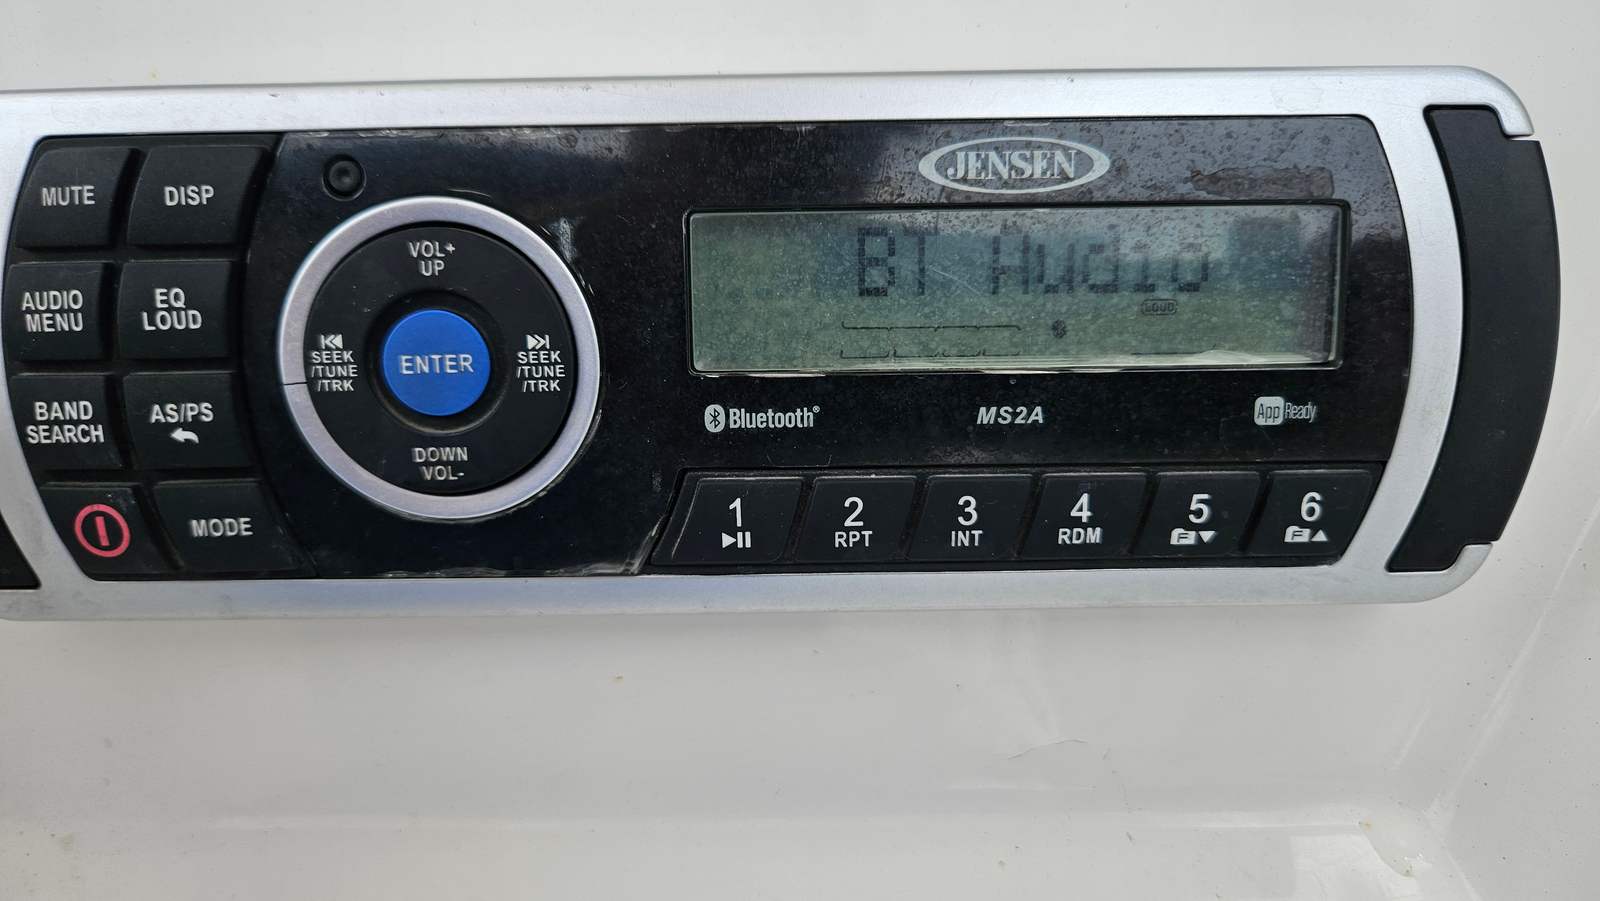 JENSEN
MUTE
DISP
VOL+
UP
BT Audio
AUDIO
MENU
EQ
LOUD
LOUD
SEEK
/TUNE
/TRK
ENTER
SEEK
/TUNE
/TRK
BAND
SEARCH
AS/PS
DOWN
VOL-
Bluetooth®
MS2A
App Ready
MODE
1
2
RPT
3
INT
4
RDM
5
F
6
F